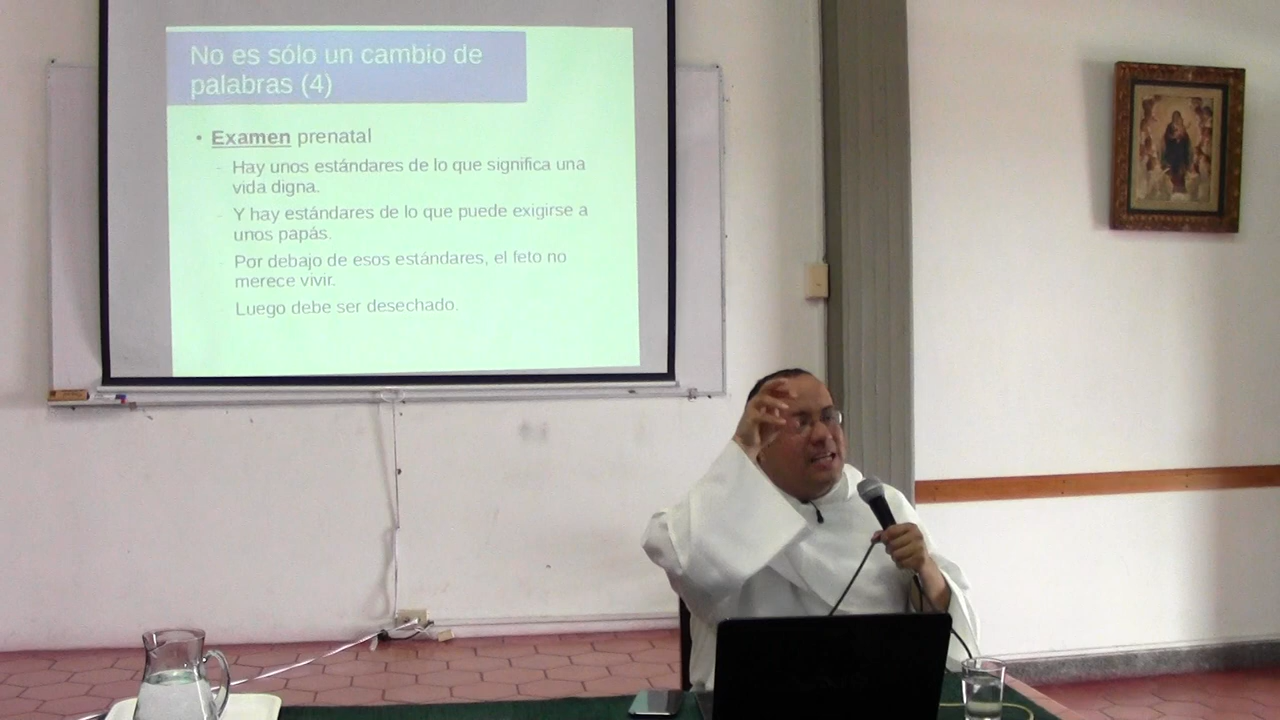 No es sólo un cambio de
palabras (4)
• Examen prenatal
- Hay unos estándares de lo que significa una
vida digna.
- Y hay estándares de lo que puede exigirse a
unos papás.
- Por debajo de esos estándares, el feto no
merece vivir.
Luego debe ser desechado.